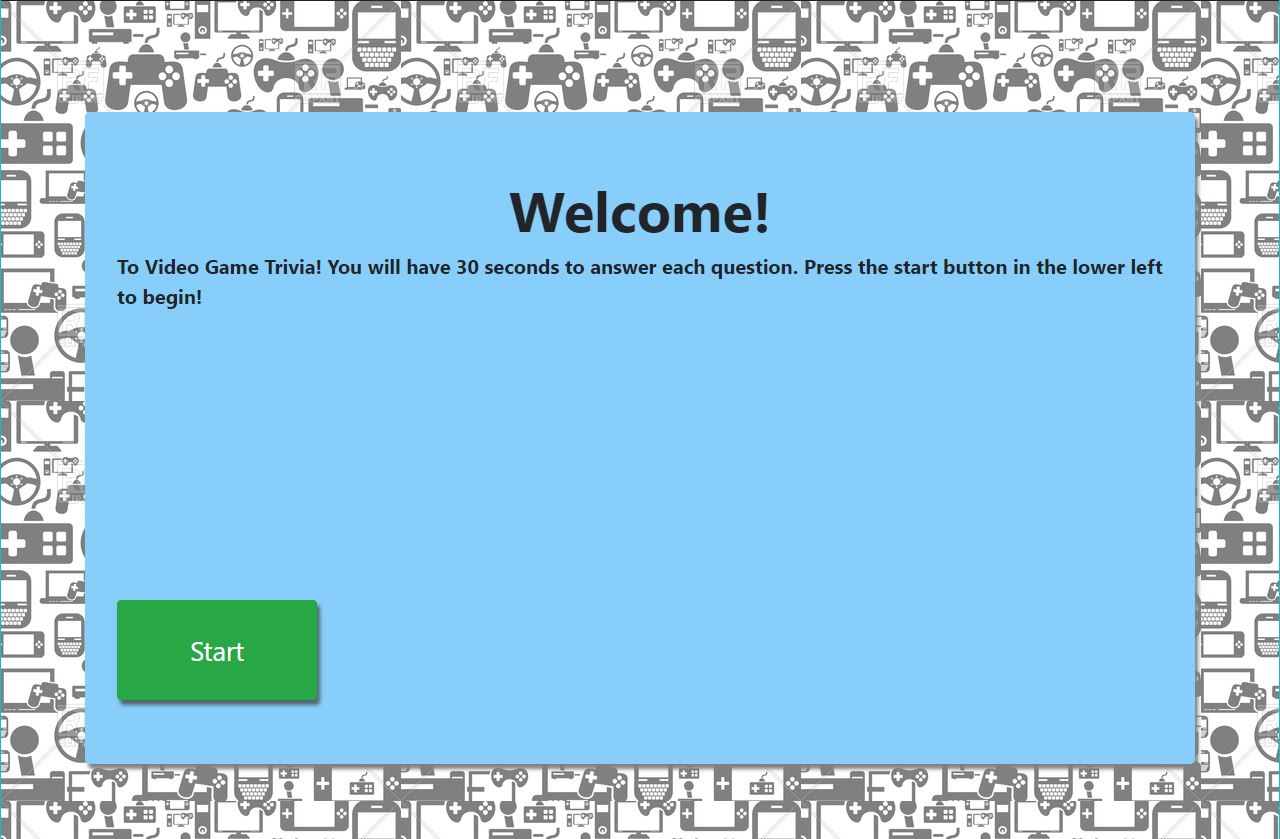 Welcome!
To Video Game Trivia! You will have 30 seconds to answer each question. Press the start button in the lower left
to begin!
Start